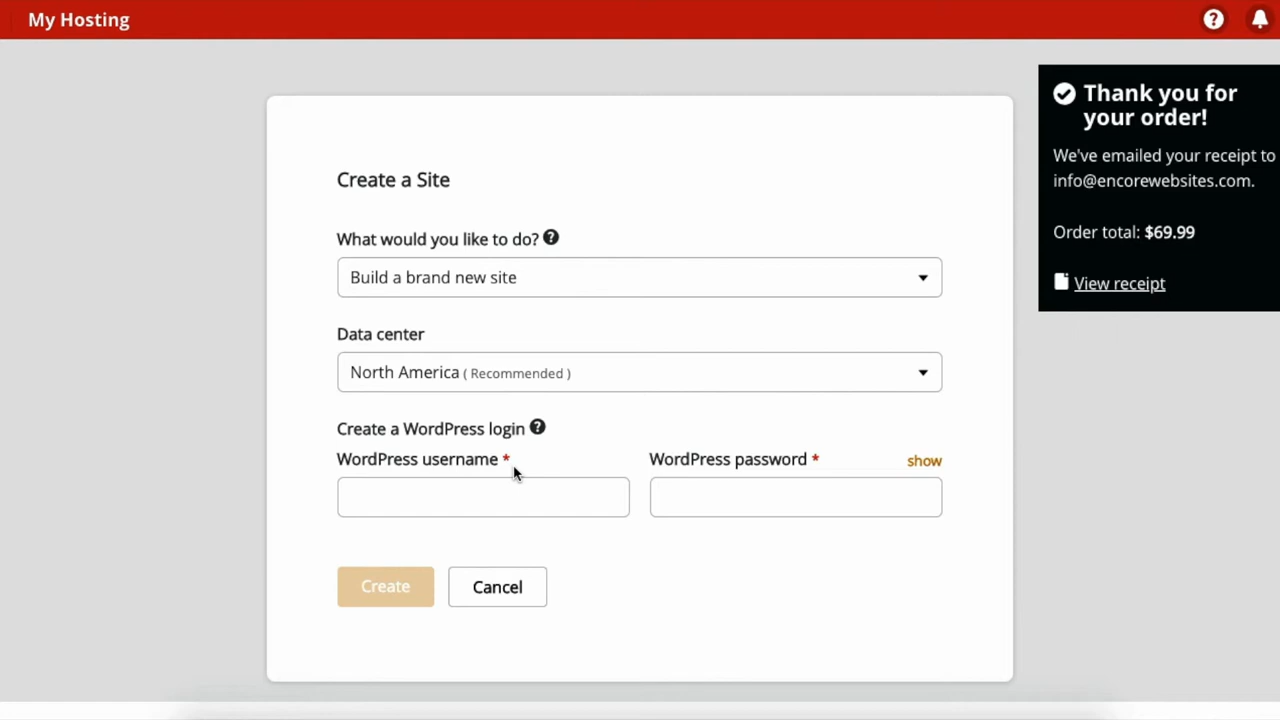 My Hosting
Thank you for
your order!
We've emailed your receipt to
info@encorewebsites.com.
Order total: $69.99
View receipt
Create a Site
What would you like to do?
Build a brand new site
Data center
North America ( Recommended )
Create a WordPress login
WordPress username *
WordPress password *
show
Create
Cancel